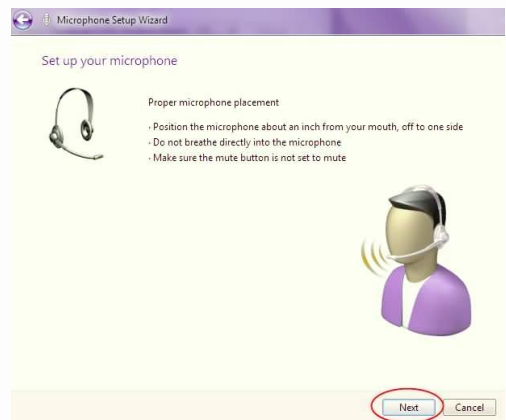 Microphone Setup Wizard
Set up your microphone
Proper microphone placement
· Position the microphone about an inch from your mouth, off to one side
· Do not breathe directly into the microphone
· Make sure the mute button is not set to mute
Next Cancel